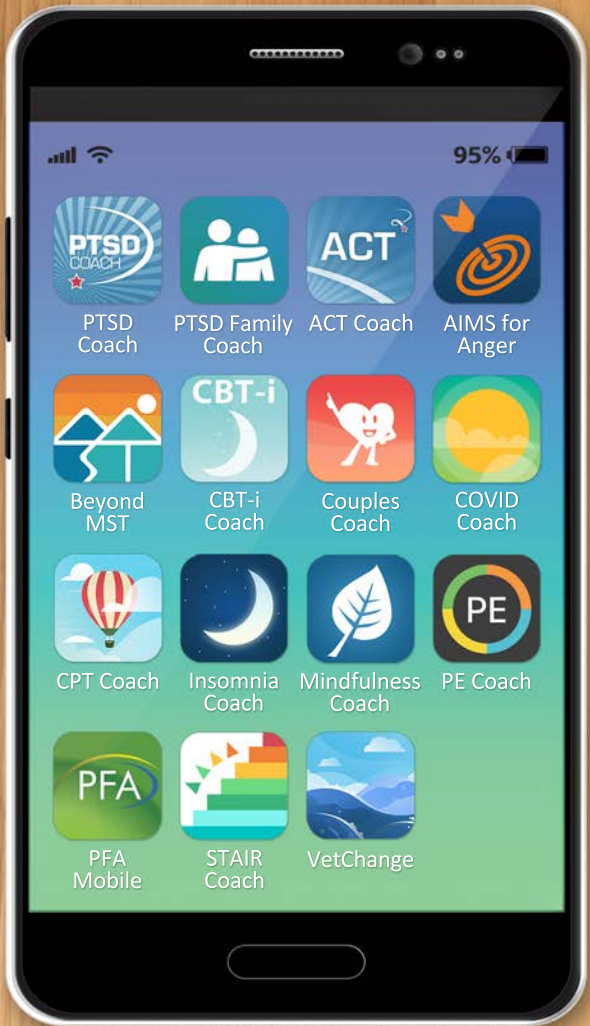 95%
PTSD
COACH
ACT
PTSD
Coach
PTSD Family
Coach
ACT Coach
AIMS for
Anger
CBT-i
Beyond
MST
CBT-i
Coach
Couples
Coach
COVID
Coach
PE
CPT Coach
Insomnia
Coach
Mindfulness
Coach
PE Coach
PFA
PFA
Mobile
STAIR
Coach
VetChange